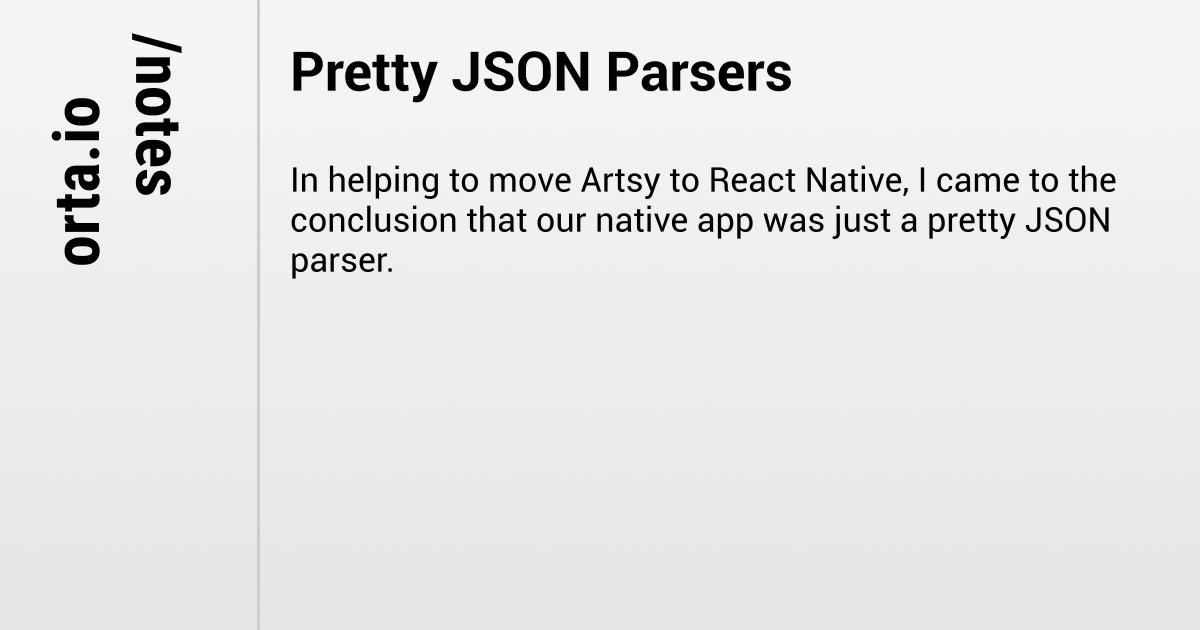 orta.io
/notes
Pretty JSON Parsers
In helping to move Artsy to React Native, I came to the
conclusion that our native app was just a pretty JSON
parser.